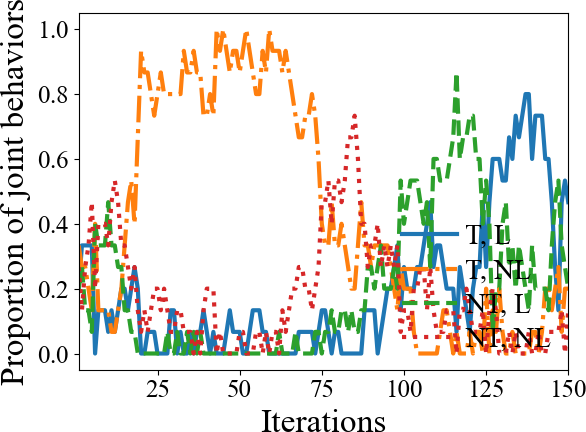 Proportion of joint behaviors
1.0
0.8
0.6
0.4
0.2
0.0
T, L
T, NL
NT, L
NT, NL
25 50 75 100 125 150
Iterations